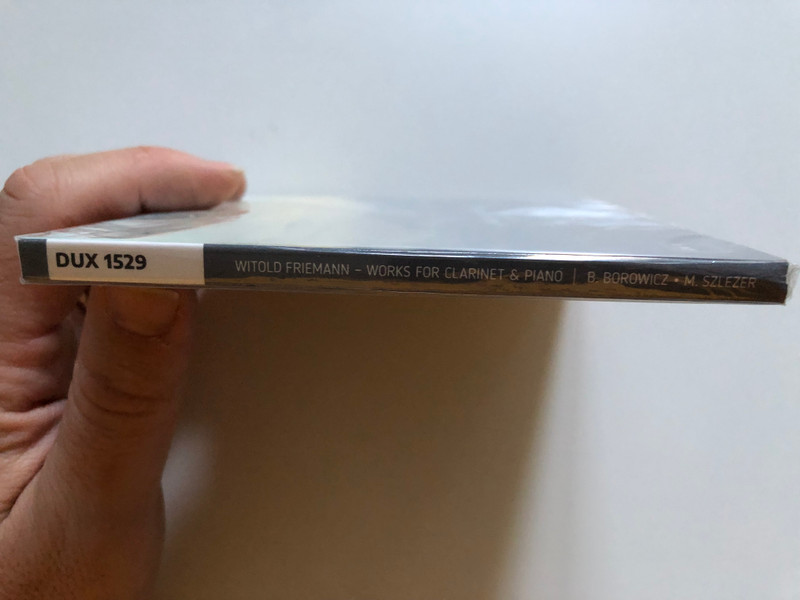 DUX 1529
WITOLD FRIEMANN – WORKS FOR CLARINET & PIANO | B. BOROWICZ • M. SZLEZER